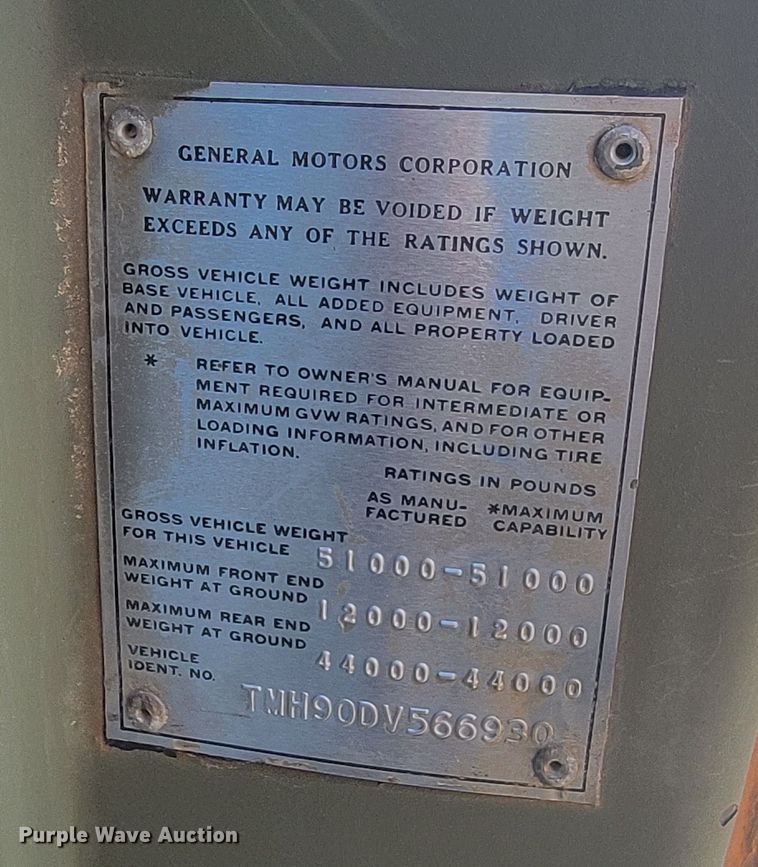 GENERAL MOTORS CORPORATION
WARRANTY MAY BE VOIDED IF WEIGHT
EXCEEDS ANY OF THE RATINGS SHOWN.
GROSS VEHICLE WEIGHT INCLUDES WEIGHT OF
BASE VEHICLE, ALL ADDED EQUIPMENT, DRIVER
AND PASSENGERS, AND ALL PROPERTY LOADED
INTO VEHICLE.
* REFER TO OWNER'S MANUAL FOR EQUIP-
MENT REQUIRED FOR INTERMEDIATE OR
MAXIMUM GVW RATINGS, AND FOR OTHER
LOADING INFORMATION, INCLUDING TIRE
INFLATION.
RATINGS IN POUNDS
AS MANU- *MAXIMUM
FACTURED CAPABILITY
GROSS VEHICLE WEIGHT
FOR THIS VEHICLE 51000-51000
MAXIMUM FRONT END
WEIGHT AT GROUND 12000-12000
MAXIMUM REAR END
WEIGHT AT GROUND 44000-44000
VEHICLE
IDENT. NO. TMH90DV566930
Purple Wave Auction